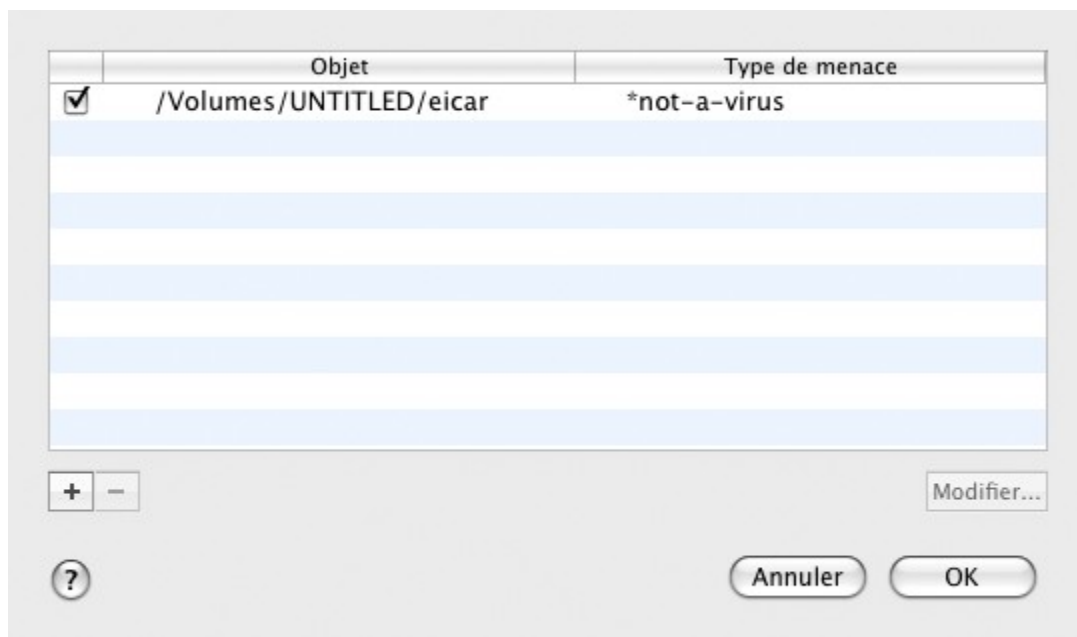 Objet Type de menace
/Volumes/UNTITLED/eicar *not-a-virus
+ − Modifier...
? Annuler OK